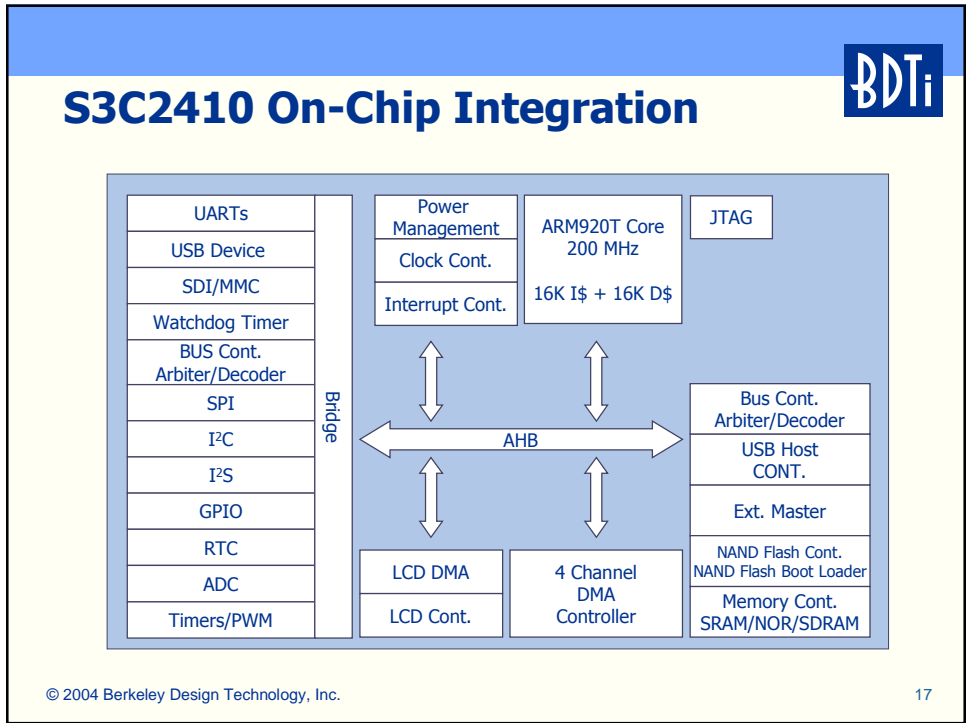 BDTi
S3C2410 On-Chip Integration
UARTs
USB Device
SDI/MMC
Watchdog Timer
BUS Cont.
Arbiter/Decoder
SPI
I²C
I²S
GPIO
RTC
ADC
Timers/PWM
Bridge
Power
Management
Clock Cont.
Interrupt Cont.
ARM920T Core
200 MHz
16K I$ + 16K D$
JTAG
AHB
Bus Cont.
Arbiter/Decoder
USB Host
CONT.
Ext. Master
NAND Flash Cont.
NAND Flash Boot Loader
Memory Cont.
SRAM/NOR/SDRAM
LCD DMA
LCD Cont.
4 Channel
DMA
Controller
© 2004 Berkeley Design Technology, Inc.
17